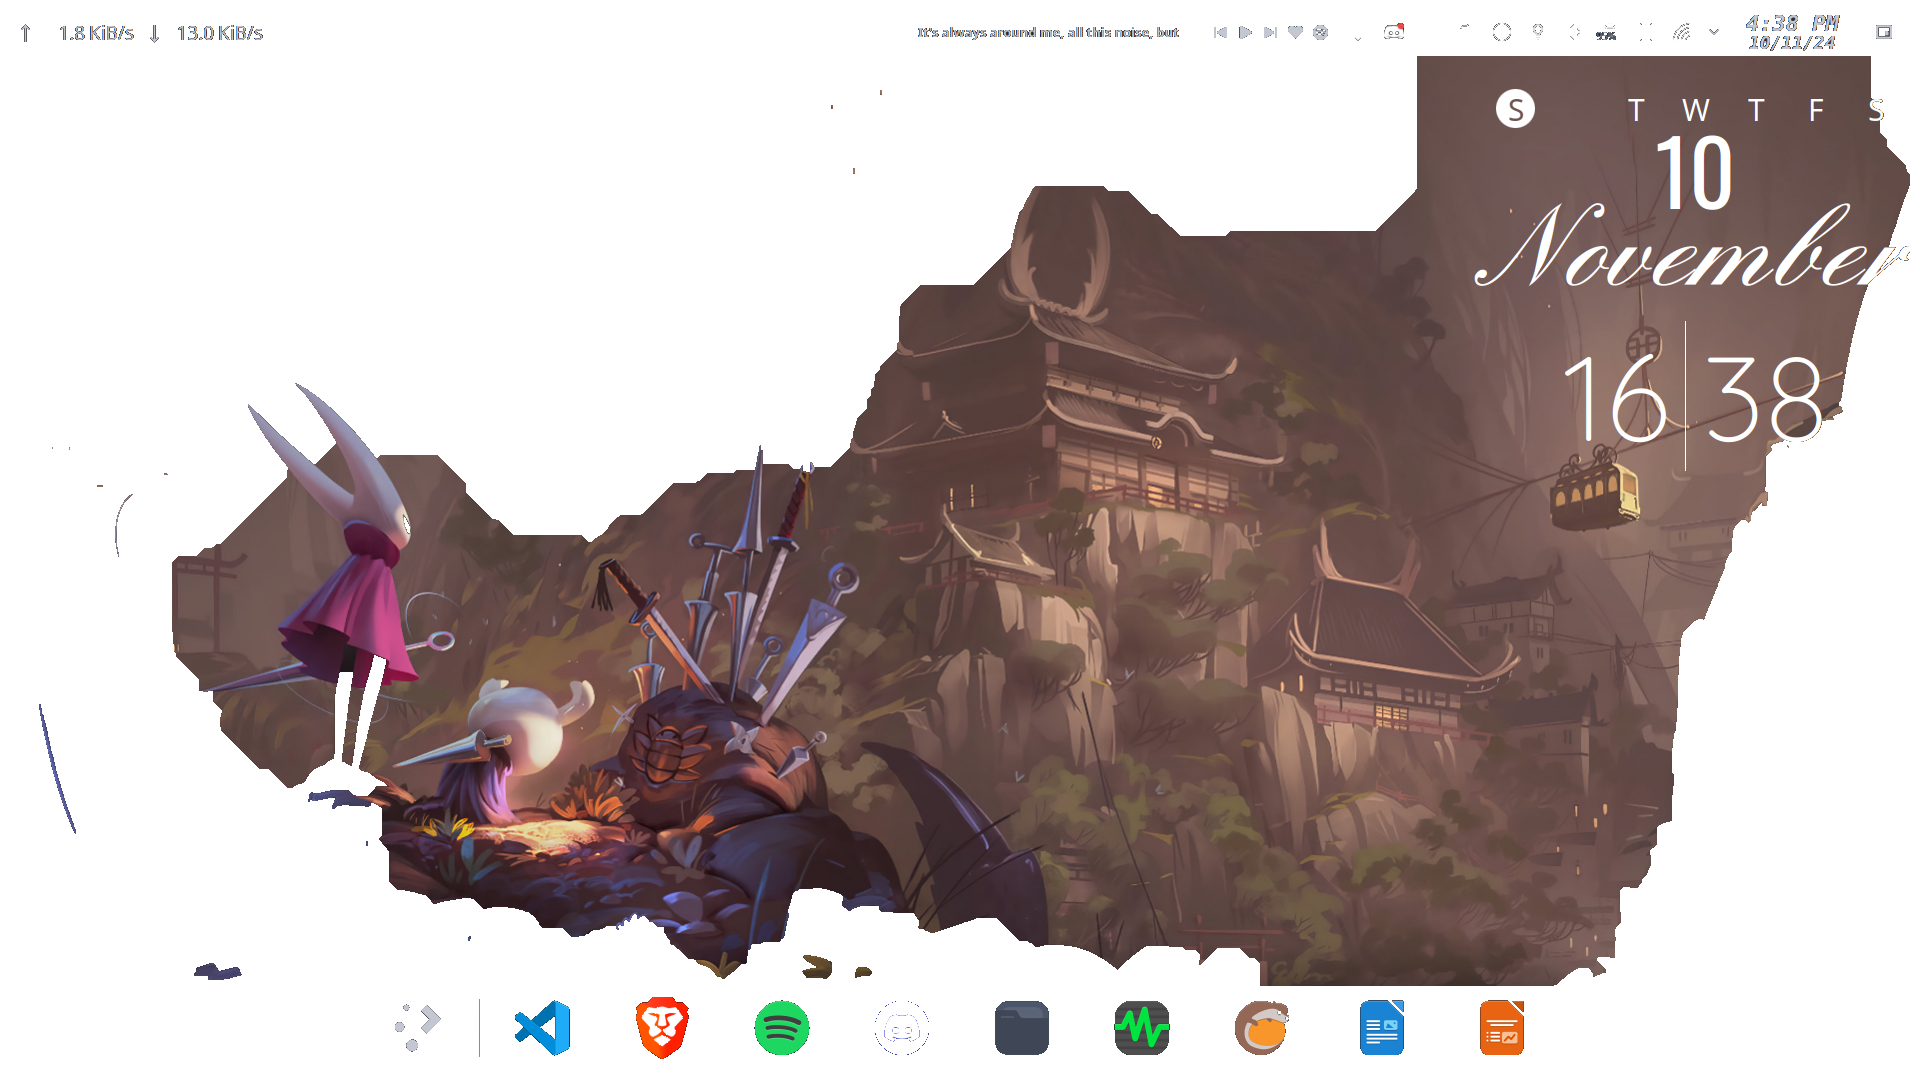 1.8 KiB/s 13.0 KiB/s It's always around me, all this noise, but 95% 4:38 PM
10/11/24
S T W T F S
10
November
16 38